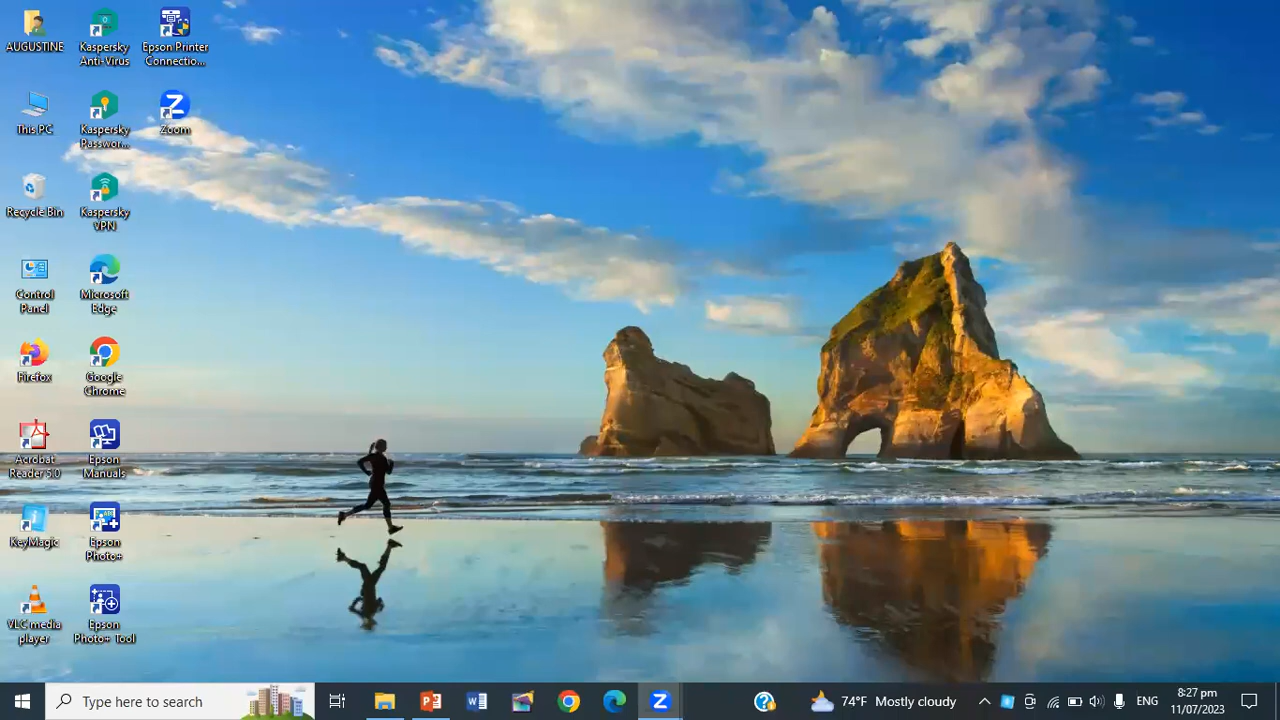 AUGUSTINE
Kaspersky
Anti-Virus
Epson Printer
Connectio...
This PC
Kaspersky
Passwor...
Zoom
Recycle Bin
Kaspersky
VPN
Control
Panel
Microsoft
Edge
Firefox
Google
Chrome
Acrobat
Reader 5.0
Epson
Manuals
KeyMagic
Epson
Photo+
VLC media
player
Epson
Photo+ Tool
Type here to search
74°F Mostly cloudy
ENG
8:27 pm
11/07/2023